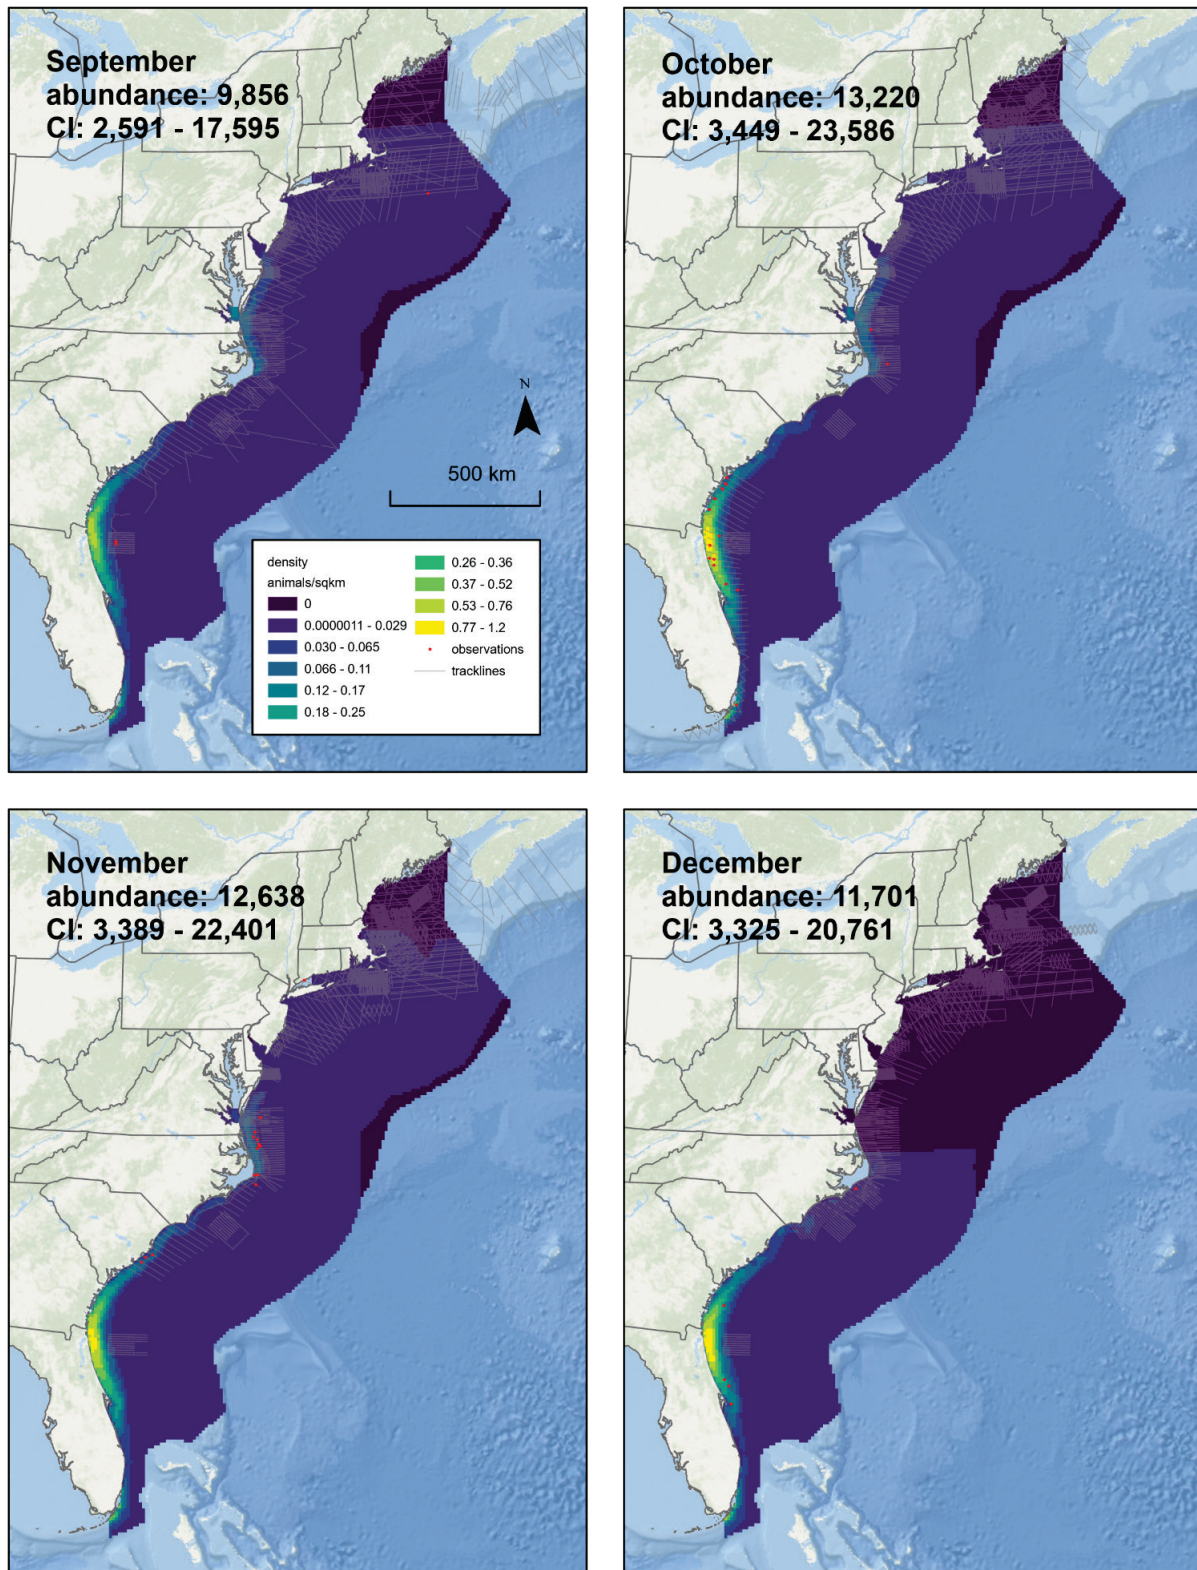 September
abundance: 9,856
CI: 2,591 - 17,595
N
500 km
density
animals/sqkm
0
0.0000011 - 0.029
0.030 - 0.065
0.066 - 0.11
0.12 - 0.17
0.18 - 0.25
0.26 - 0.36
0.37 - 0.52
0.53 - 0.76
0.77 - 1.2
observations
tracklines
October
abundance: 13,220
CI: 3,449 - 23,586
November
abundance: 12,638
CI: 3,389 - 22,401
December
abundance: 11,701
CI: 3,325 - 20,761